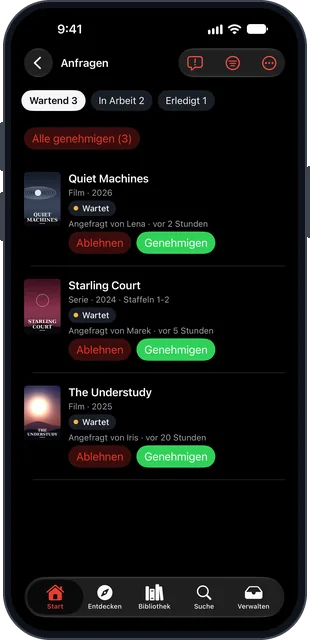 9:41
Anfragen
Wartend 3
In Arbeit 2
Erledigt 1
Alle genehmigen (3)
QUIET
MACHINES
Quiet Machines
Film · 2026
Wartet
Angefragt von Lena · vor 2 Stunden
Ablehnen
Genehmigen
STARLING
COURT
Starling Court
Serie · 2024 · Staffeln 1-2
Wartet
Angefragt von Marek · vor 5 Stunden
Ablehnen
Genehmigen
THE
UNDERSTUDY
The Understudy
Film · 2025
Wartet
Angefragt von Iris · vor 20 Stunden
Ablehnen
Genehmigen
Start
Entdecken
Bibliothek
Suche
Verwalten